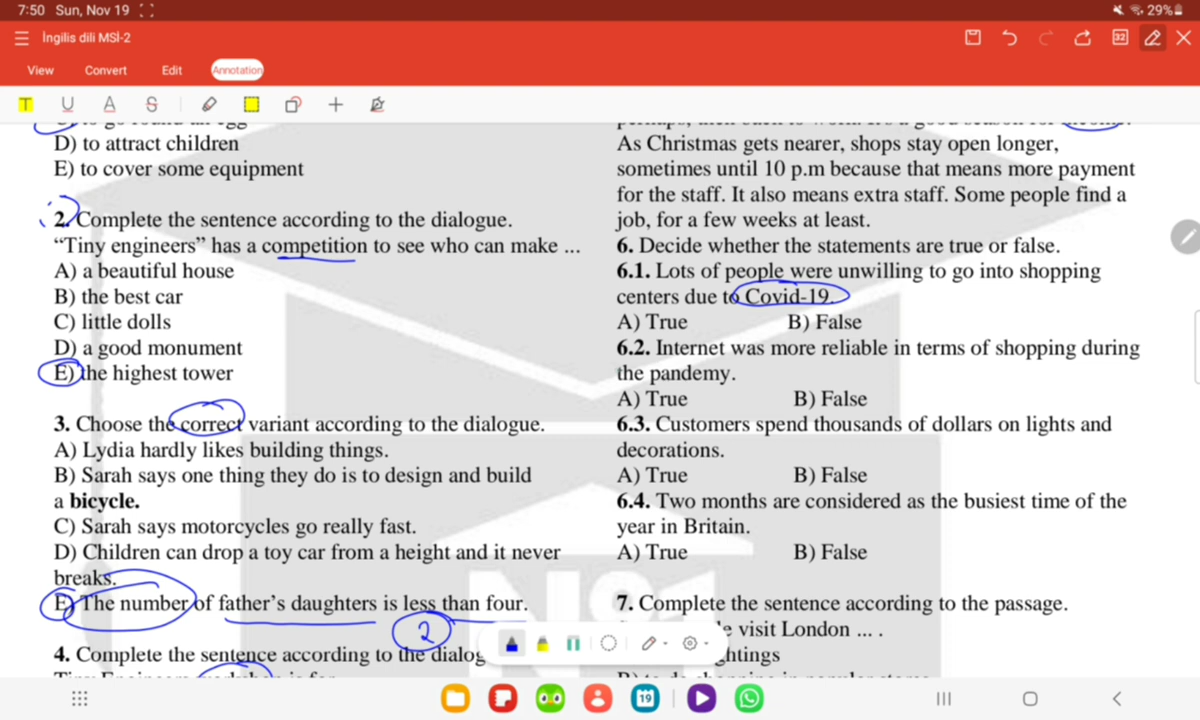 7:50 Sun, Nov 19
29%
İngilis dili MSİ-2
32
View Convert Edit Annotation
T U A S
D) to attract children
E) to cover some equipment
2. Complete the sentence according to the dialogue.
“Tiny engineers” has a competition to see who can make ...
A) a beautiful house
B) the best car
C) little dolls
D) a good monument
E) the highest tower
3. Choose the correct variant according to the dialogue.
A) Lydia hardly likes building things.
B) Sarah says one thing they do is to design and build
a bicycle.
C) Sarah says motorcycles go really fast.
D) Children can drop a toy car from a height and it never
breaks.
E) The number of father’s daughters is less than four.
2
4. Complete the sentence according to the dialog
As Christmas gets nearer, shops stay open longer,
sometimes until 10 p.m because that means more payment
for the staff. It also means extra staff. Some people find a
job, for a few weeks at least.
6. Decide whether the statements are true or false.
6.1. Lots of people were unwilling to go into shopping
centers due to Covid-19.
A) True B) False
6.2. Internet was more reliable in terms of shopping during
the pandemy.
A) True B) False
6.3. Customers spend thousands of dollars on lights and
decorations.
A) True B) False
6.4. Two months are considered as the busiest time of the
year in Britain.
A) True B) False
7. Complete the sentence according to the passage.
visit London ... .
ghtings
19